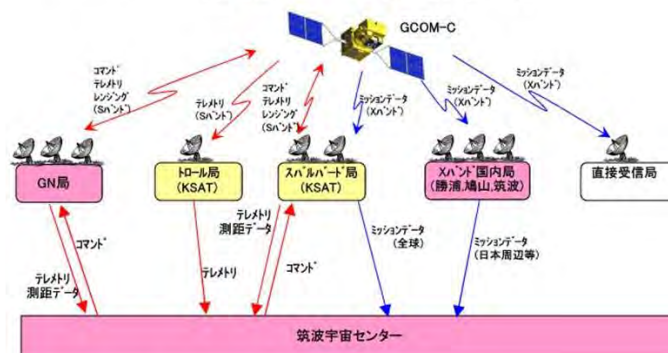 GCOM-C
コマンド
テレメトリ
レンジング
(Sバンド)
テレメトリ
(Sバンド)
コマンド
テレメトリ
レンジング
(Sバンド)
ミッションデータ
(Xバンド)
ミッションデータ
(Xバンド)
ミッションデータ
(Xバンド)
GN局
トロール局
(KSAT)
スバルバード局
(KSAT)
Xバンド国内局
(勝浦,鳩山,筑波)
直接受信局
テレメトリ
測距データ
コマンド
テレメトリ
テレメトリ
測距データ
コマンド
ミッションデータ
(全球)
ミッションデータ
(日本周辺等)
筑波宇宙センター